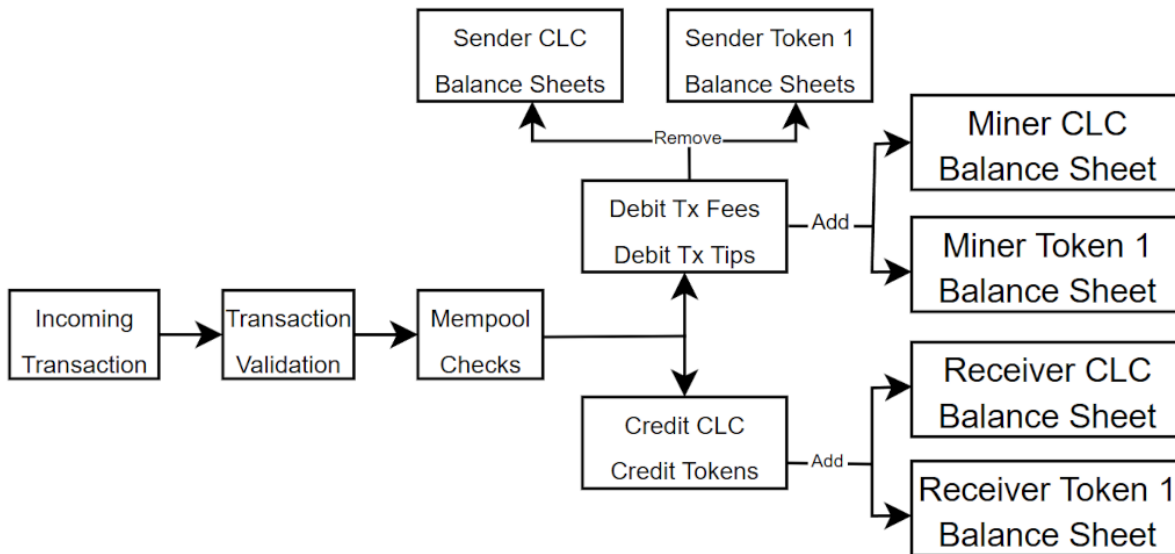 Sender CLC
Balance Sheets
Sender Token 1
Balance Sheets
Remove
Miner CLC
Balance Sheet
Debit Tx Fees
Debit Tx Tips
Add
Miner Token 1
Balance Sheet
Incoming
Transaction
Transaction
Validation
Mempool
Checks
Receiver CLC
Balance Sheet
Credit CLC
Credit Tokens
Add
Receiver Token 1
Balance Sheet